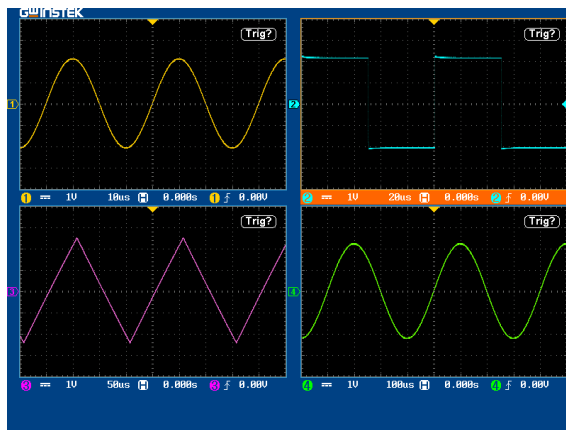 GWINSTEK
Trig? Trig?
1 2
1 1V 10us H 0.000s 1 0.00V 2 1V 20us H 0.000s 2 0.00V
Trig? Trig?
3 4
3 1V 50us H 0.000s 3 0.00V 4 1V 100us H 0.000s 4 0.00V